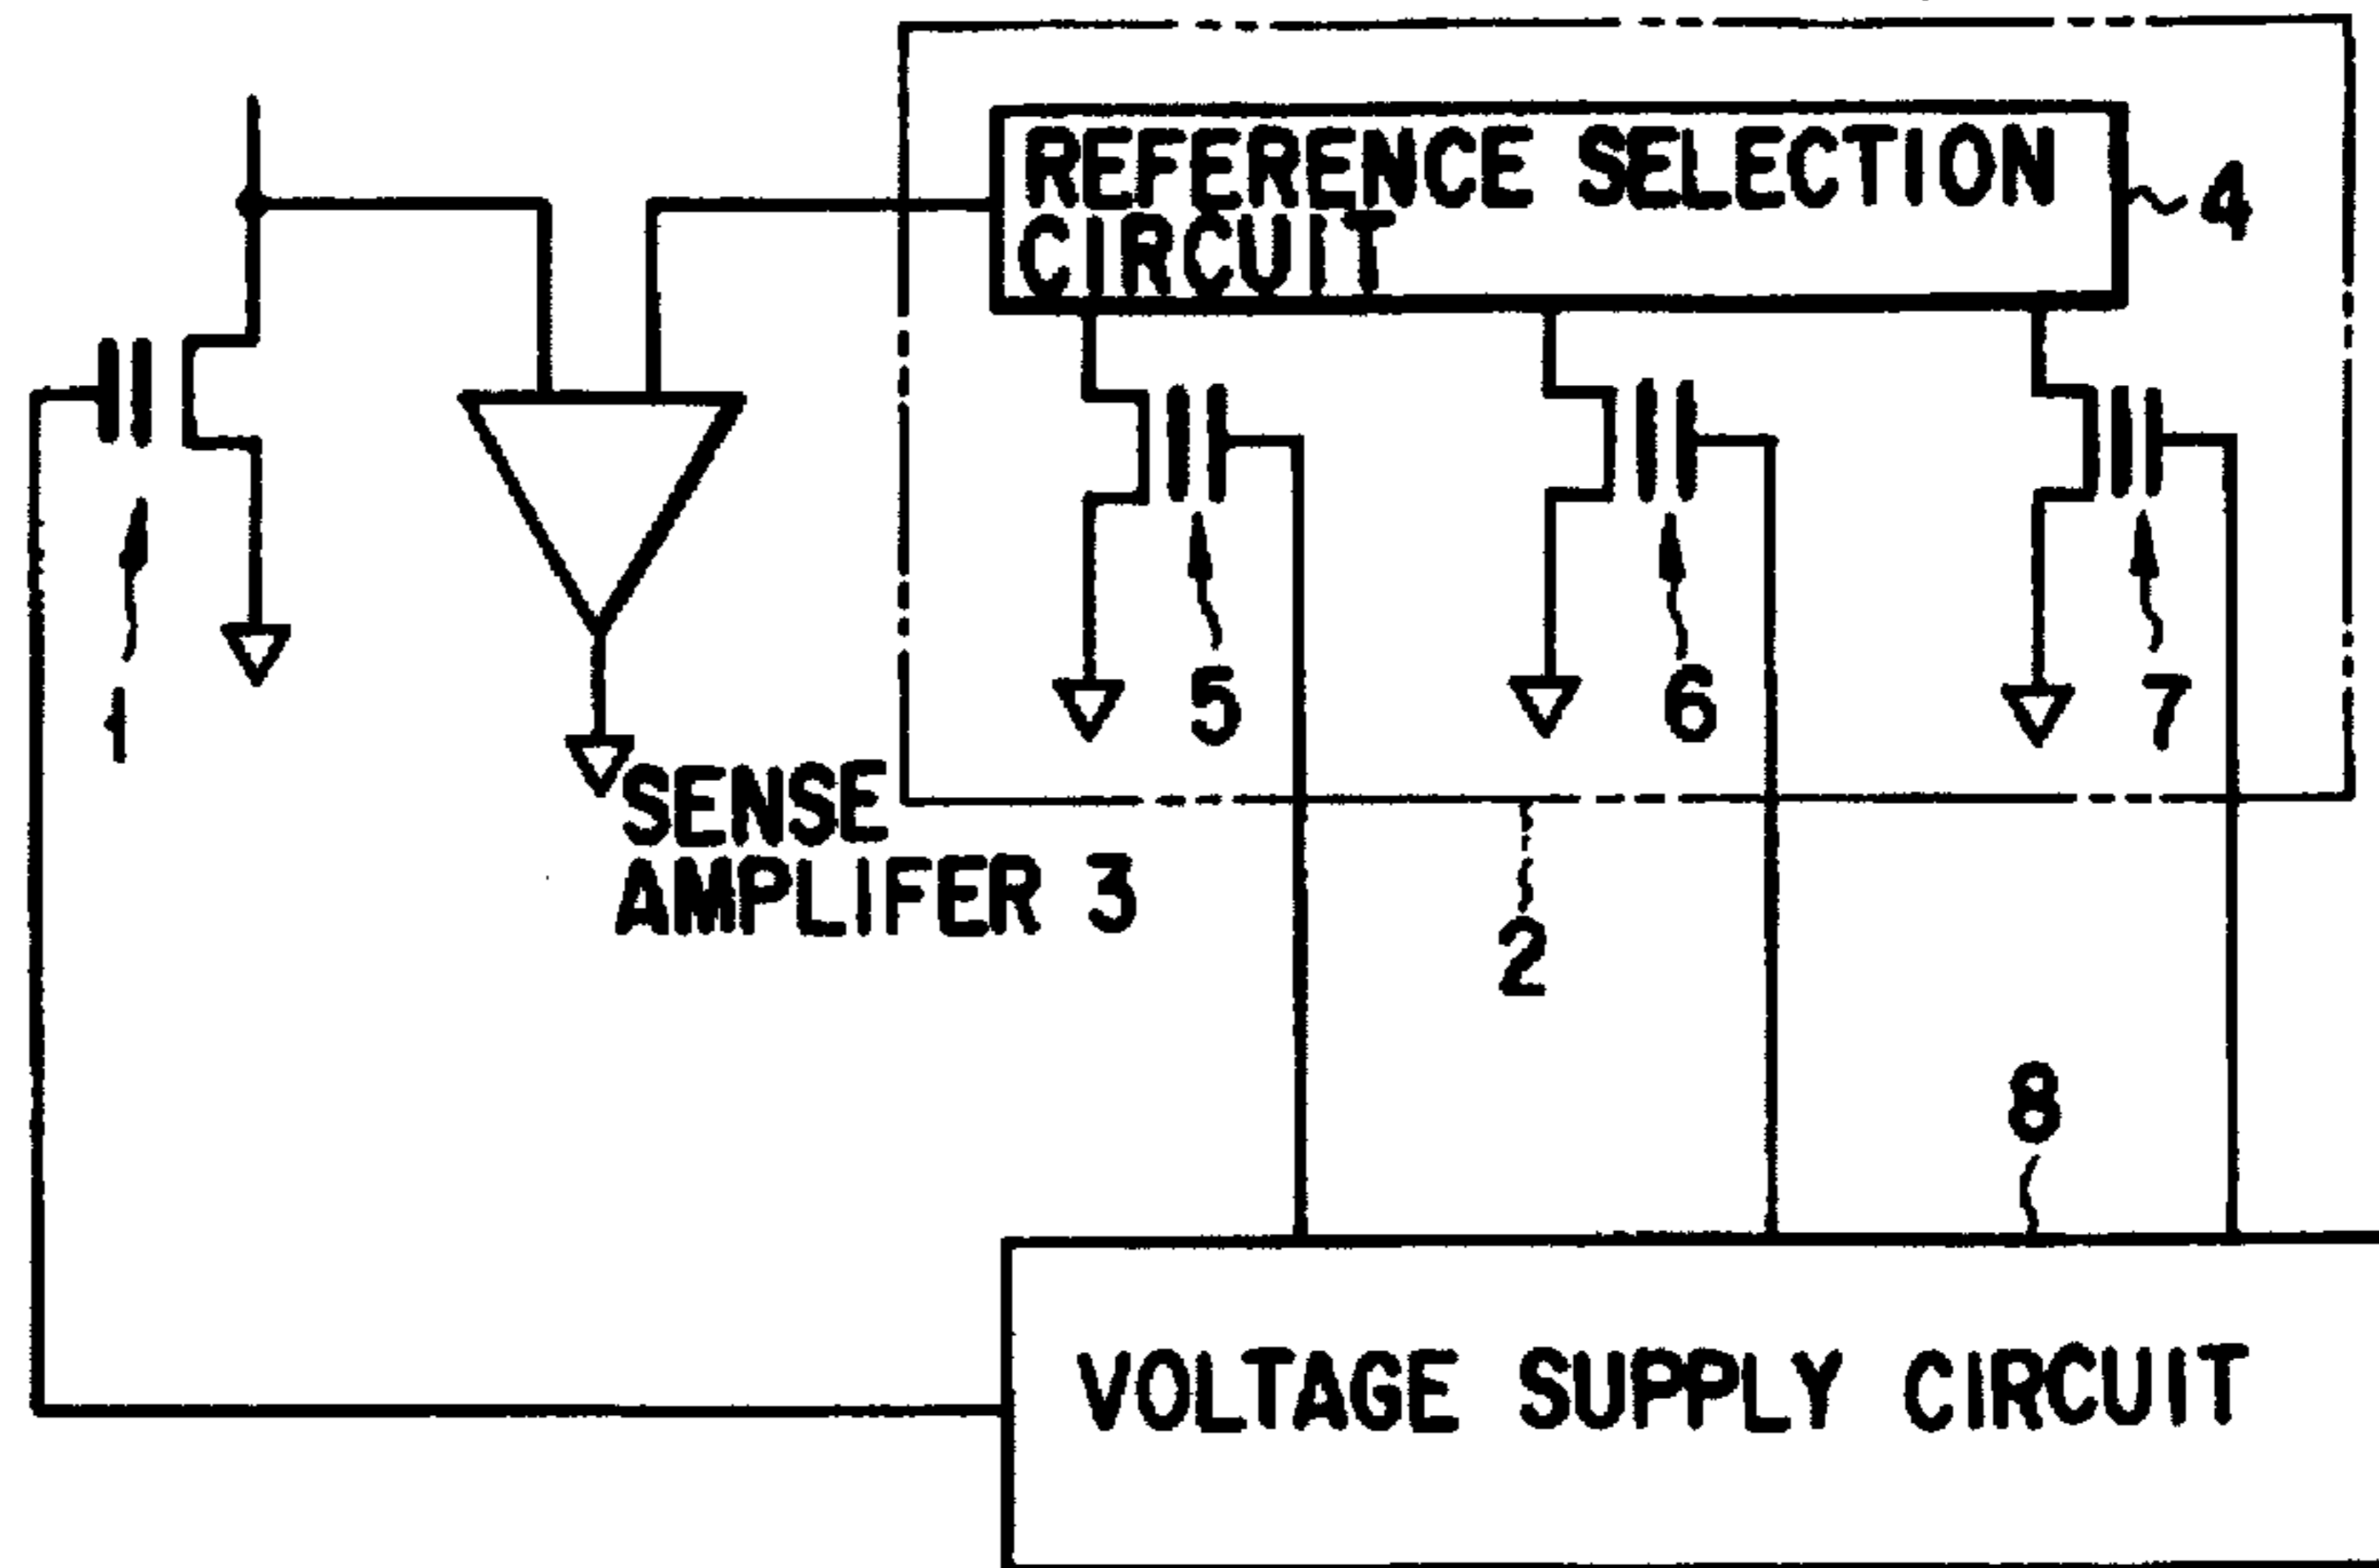 REFERENCE SELECTION
CIRCUIT
4
1
5
6
7
SENSE
AMPLIFER 3
2
8
VOLTAGE SUPPLY CIRCUIT